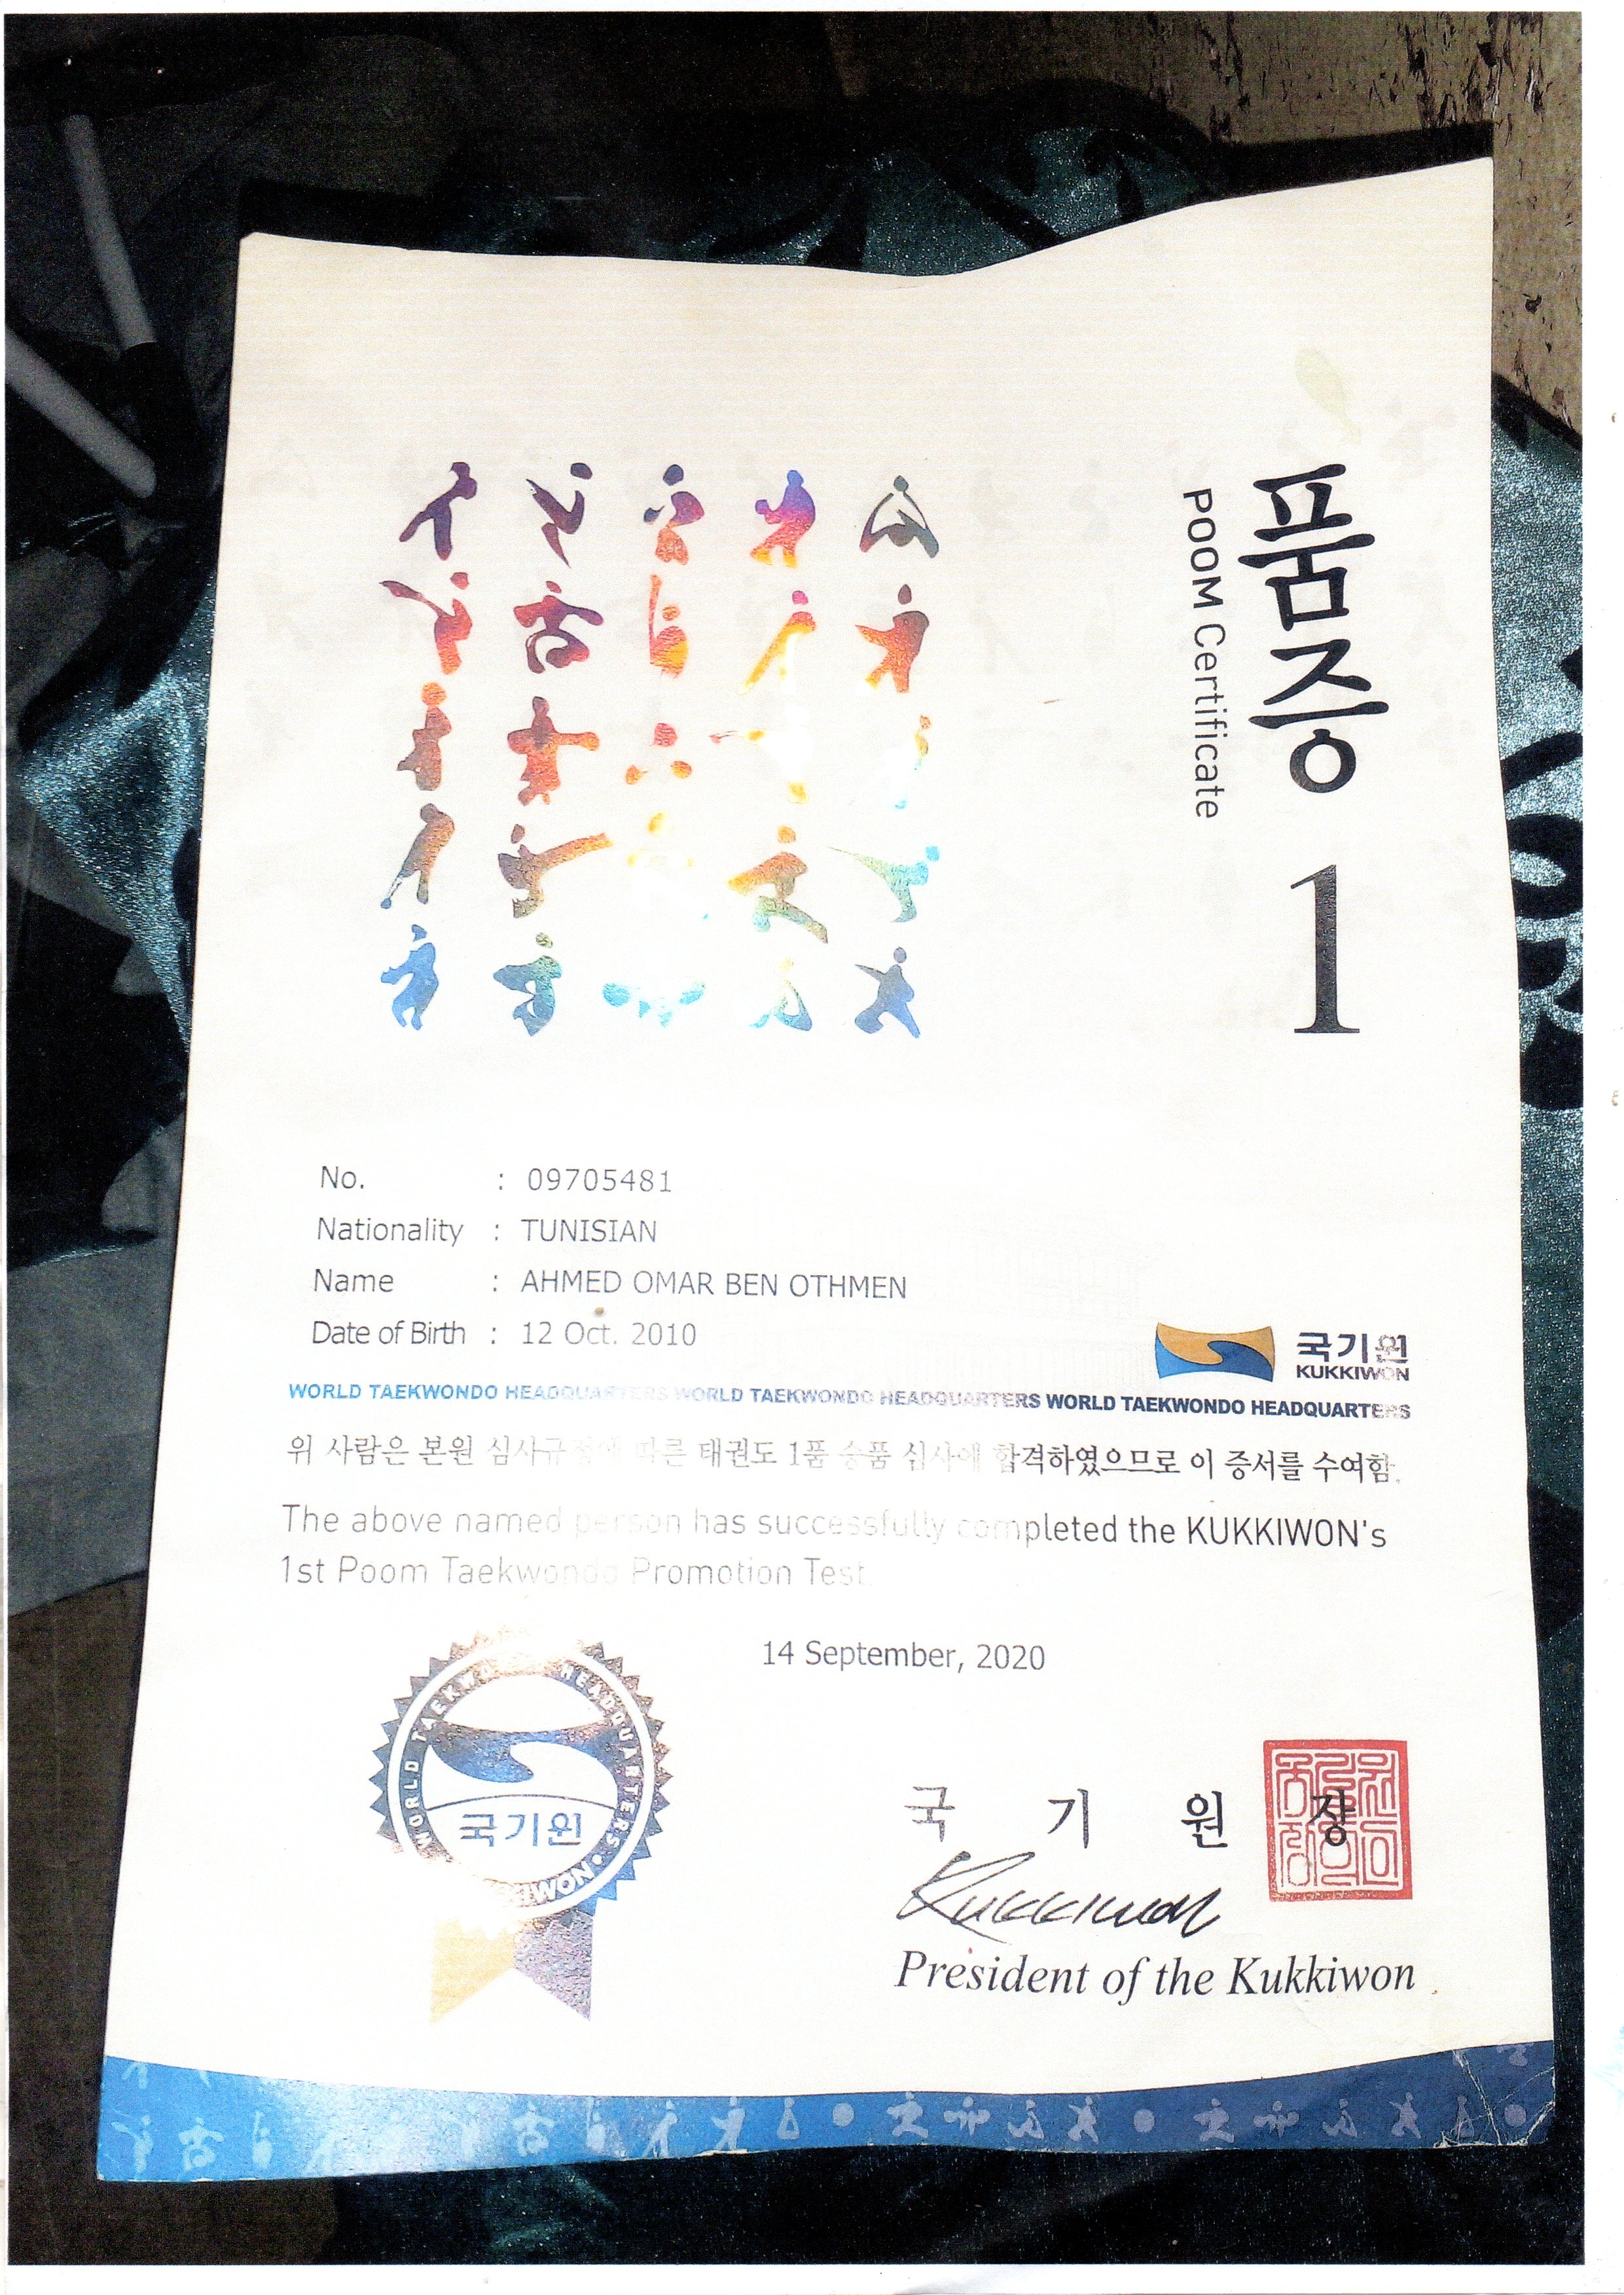 품증 1
POOM Certificate
No. : 09705481
Nationality : TUNISIAN
Name : AHMED OMAR BEN OTHMEN
Date of Birth : 12 Oct. 2010
국기원
KUKKIWON
WORLD TAEKWONDO HEADQUARTERS WORLD TAEKWONDO HEADQUARTERS WORLD TAEKWONDO HEADQUARTERS
위 사람은 본원 심사규정에 따른 태권도 1품 승품 심사에 합격하였으므로 이 증서를 수여함.
The above named person has successfully completed the KUKKIWON's
1st Poom Taekwondo Promotion Test.
14 September, 2020
WORLD TAEKWONDO HEADQUARTERS
국기원
KUKKIWON
국 기 원 장
Kukkiwon
President of the Kukkiwon